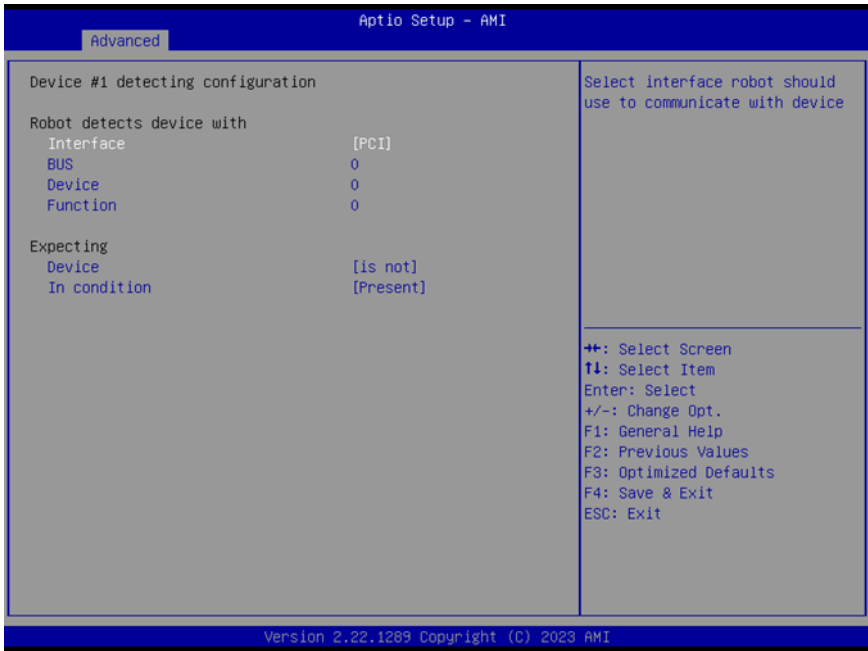 Aptio Setup - AMI
Advanced
Device #1 detecting configuration
Robot detects device with
Interface [PCI]
BUS 0
Device 0
Function 0
Expecting
Device [is not]
In condition [Present]
Select interface robot should
use to communicate with device
→←: Select Screen
↑↓: Select Item
Enter: Select
+/-: Change Opt.
F1: General Help
F2: Previous Values
F3: Optimized Defaults
F4: Save & Exit
ESC: Exit
Version 2.22.1289 Copyright (C) 2023 AMI